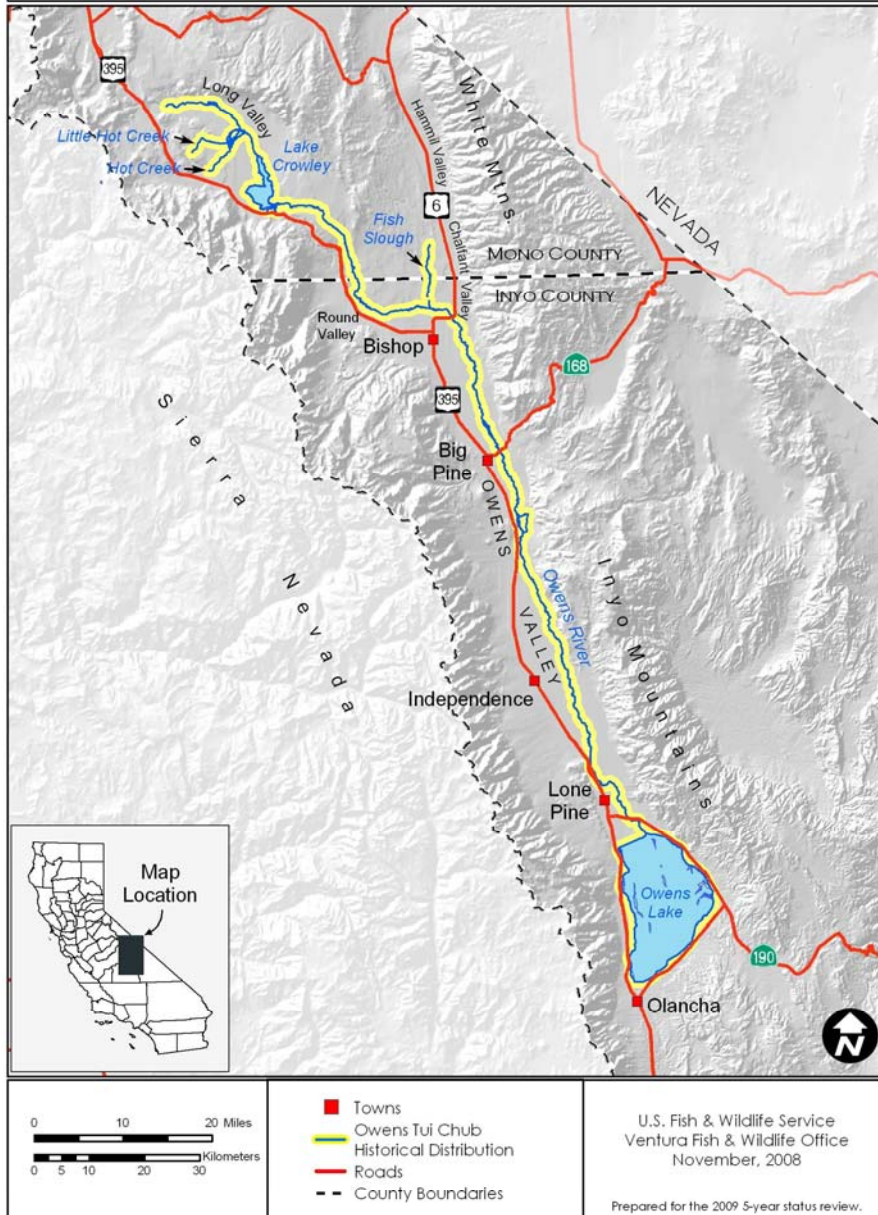 395
Long Valley
Little Hot Creek
Hot Creek
Lake
Crowley
Hammil Valley
White Mtns.
6
Fish
Slough
Chalfant Valley
NEVADA
MONO COUNTY
INYO COUNTY
Round
Valley
Bishop
168
395
Big
Pine
OWENS
VALLEY
Sierra
Nevada
Owens River
Inyo Mountains
Independence
Lone
Pine
Owens
Lake
190
Olancha
Map
Location
N
0 10 20 Miles
0 5 10 20 30 Kilometers
Towns
Owens Tui Chub
Historical Distribution
Roads
County Boundaries
U.S. Fish & Wildlife Service
Ventura Fish & Wildlife Office
November, 2008
Prepared for the 2009 5-year status review.